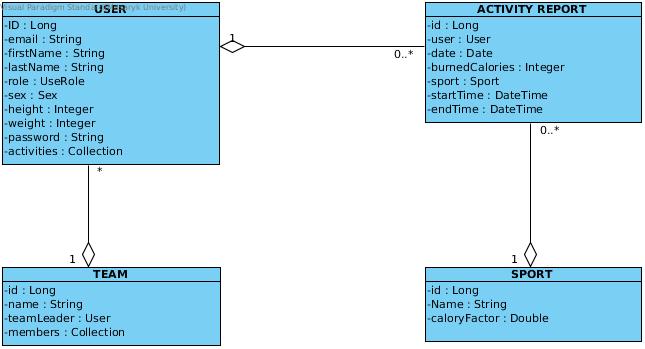 Visual Paradigm Standard (Masaryk University)
USER
-ID : Long
-email : String
-firstName : String
-lastName : String
-role : UseRole
-sex : Sex
-height : Integer
-weight : Integer
-password : String
-activities : Collection
1
0..*
ACTIVITY REPORT
-id : Long
-user : User
-date : Date
-burnedCalories : Integer
-sport : Sport
-startTime : DateTime
-endTime : DateTime
*
1
0..*
1
TEAM
-id : Long
-name : String
-teamLeader : User
-members : Collection
SPORT
-id : Long
-Name : String
-caloryFactor : Double